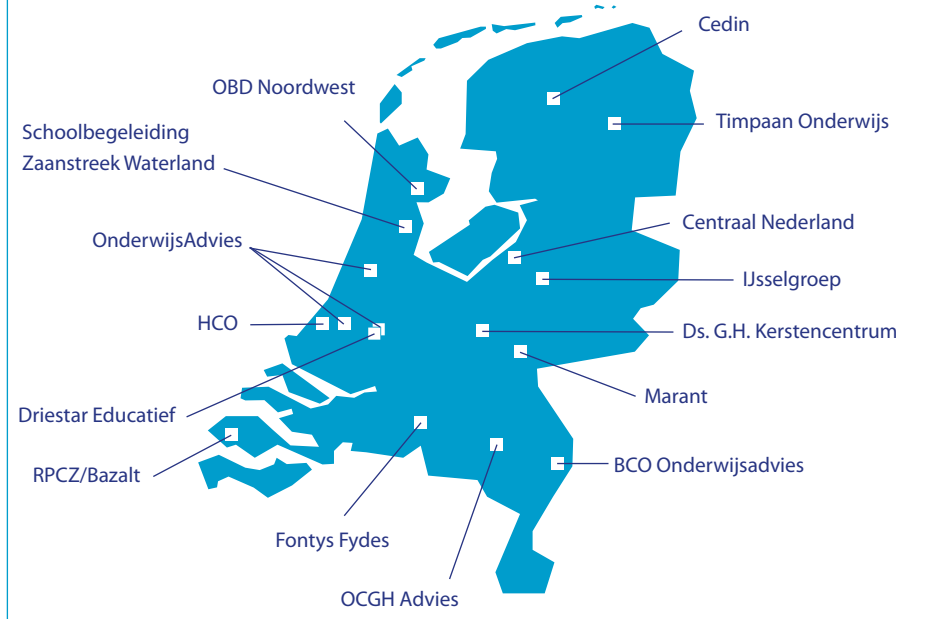 Cedin
OBD Noordwest
Timpaan Onderwijs
Schoolbegeleiding
Zaanstreek Waterland
Centraal Nederland
OnderwijsAdvies
IJsselgroep
HCO
Ds. G.H. Kerstencentrum
Marant
Driestar Educatief
BCO Onderwijsadvies
RPCZ/Bazalt
Fontys Fydes
OCGH Advies